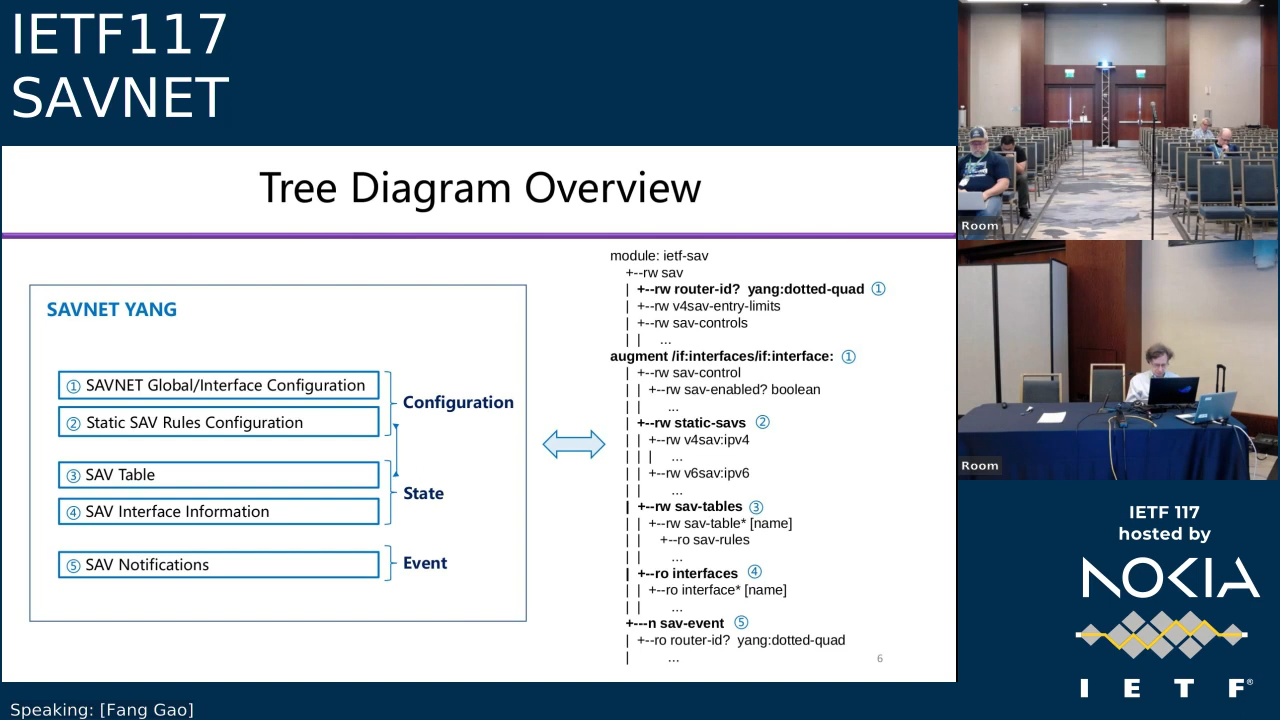 IETF117
SAVNET
Tree Diagram Overview
SAVNET YANG
① SAVNET Global/Interface Configuration
② Static SAV Rules Configuration
Configuration
③ SAV Table
④ SAV Interface Information
State
⑤ SAV Notifications
Event
module: ietf-sav
+--rw sav
| +--rw router-id? yang:dotted-quad ①
| +--rw v4sav-entry-limits
| +--rw sav-controls
| | ...
augment /if:interfaces/if:interface: ①
| +--rw sav-control
| | +--rw sav-enabled? boolean
| | ...
| +--rw static-savs ②
| | +--rw v4sav:ipv4
| | | ...
| | +--rw v6sav:ipv6
| | ...
| +--rw sav-tables ③
| | +--rw sav-table* [name]
| | +--ro sav-rules
| | ...
| +--ro interfaces ④
| | +--ro interface* [name]
| | ...
+---n sav-event ⑤
| +--ro router-id? yang:dotted-quad
| ...
6
Room
Room
IETF 117
hosted by
NOKIA
I E T F®
Speaking: [Fang Gao]